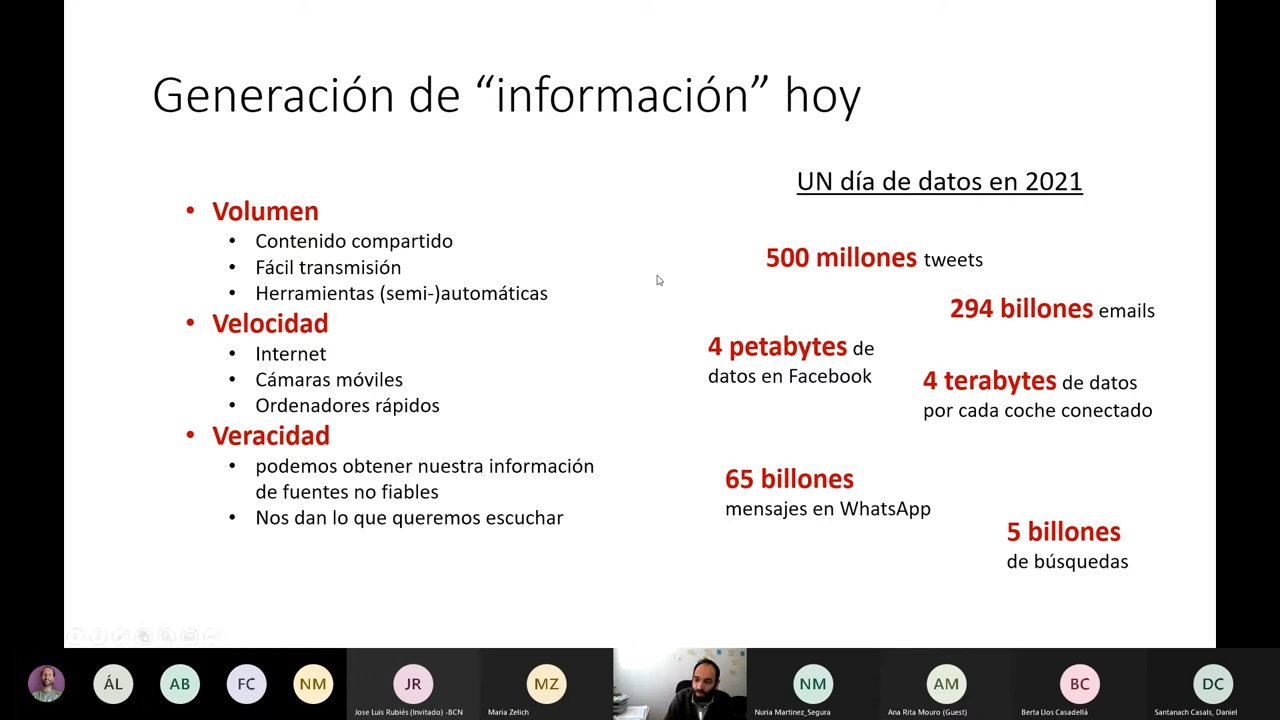 Generación de “información” hoy
UN día de datos en 2021
• Volumen
• Contenido compartido
• Fácil transmisión
• Herramientas (semi-)automáticas
• Velocidad
• Internet
• Cámaras móviles
• Ordenadores rápidos
• Veracidad
• podemos obtener nuestra información
de fuentes no fiables
• Nos dan lo que queremos escuchar
500 millones tweets
294 billones emails
4 petabytes de
datos en Facebook
4 terabytes de datos
por cada coche conectado
65 billones
mensajes en WhatsApp
5 billones
de búsquedas
ÁL
AB
FC
NM
JR
Jose Luis Rubiés (Invitado) -BCN
MZ
Maria Zelich
NM
Nuria Martinez_Segura
AM
Ana Rita Mouro (Guest)
BC
Berta Llos Casadellà
DC
Santanach Casals, Daniel